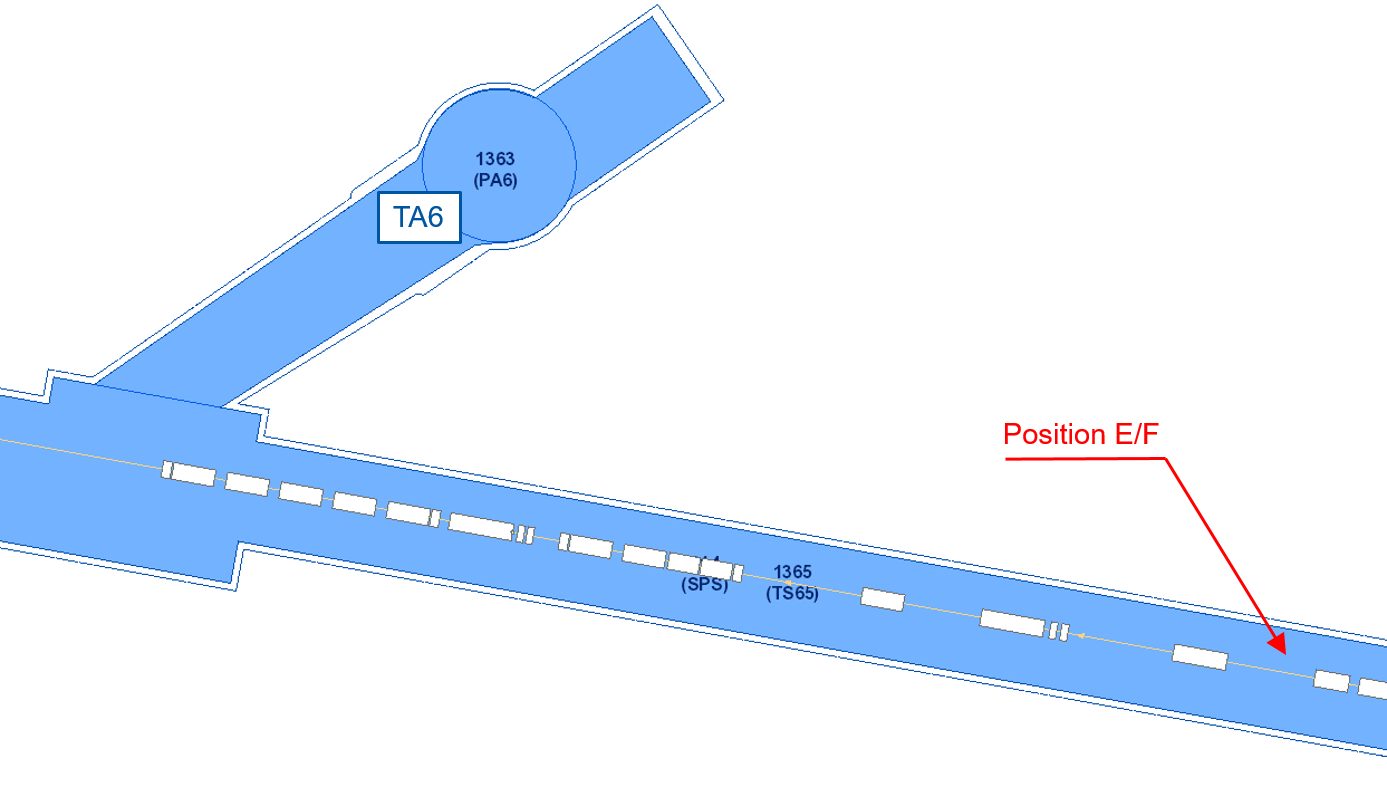 1363
(PA6)
TA6
Position E/F
1365
(SPS)
(TS65)